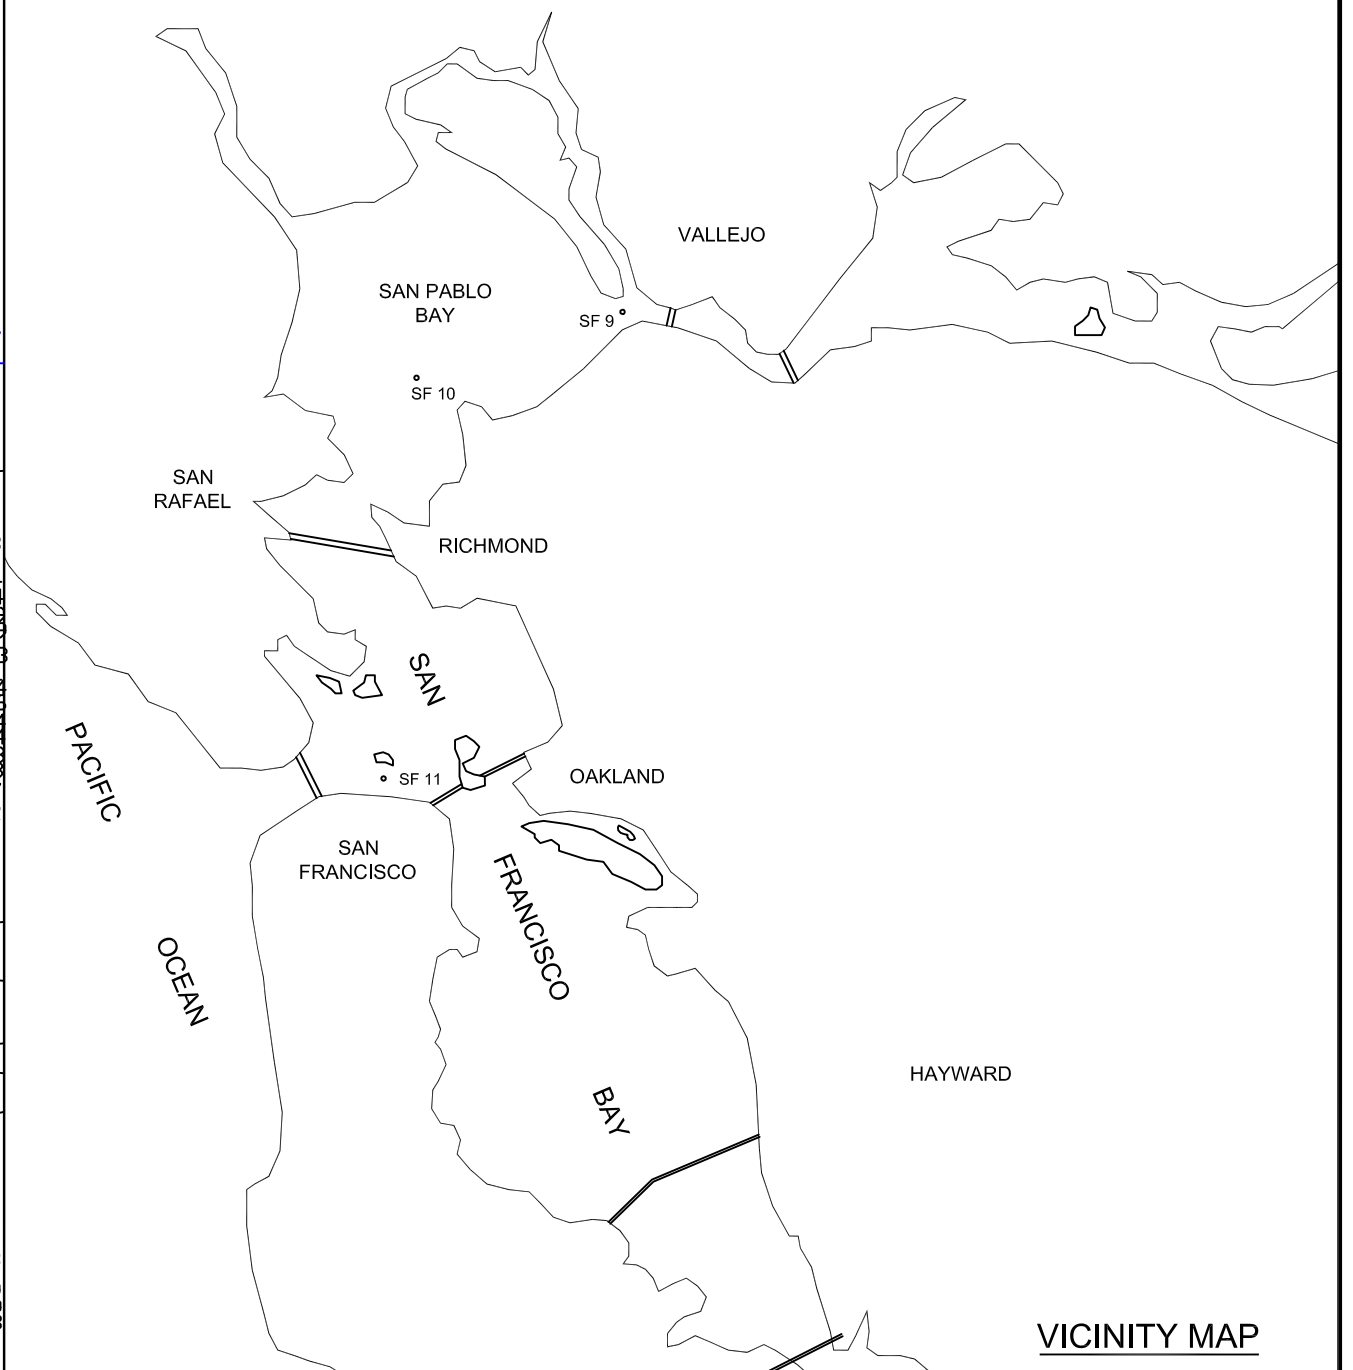 VALLEJO
SAN PABLO
BAY
SF 9
SF 10
SAN
RAFAEL
RICHMOND
SAN
PACIFIC
SF 11
OAKLAND
SAN
FRANCISCO
FRANCISCO
OCEAN
HAYWARD
BAY
VICINITY MAP